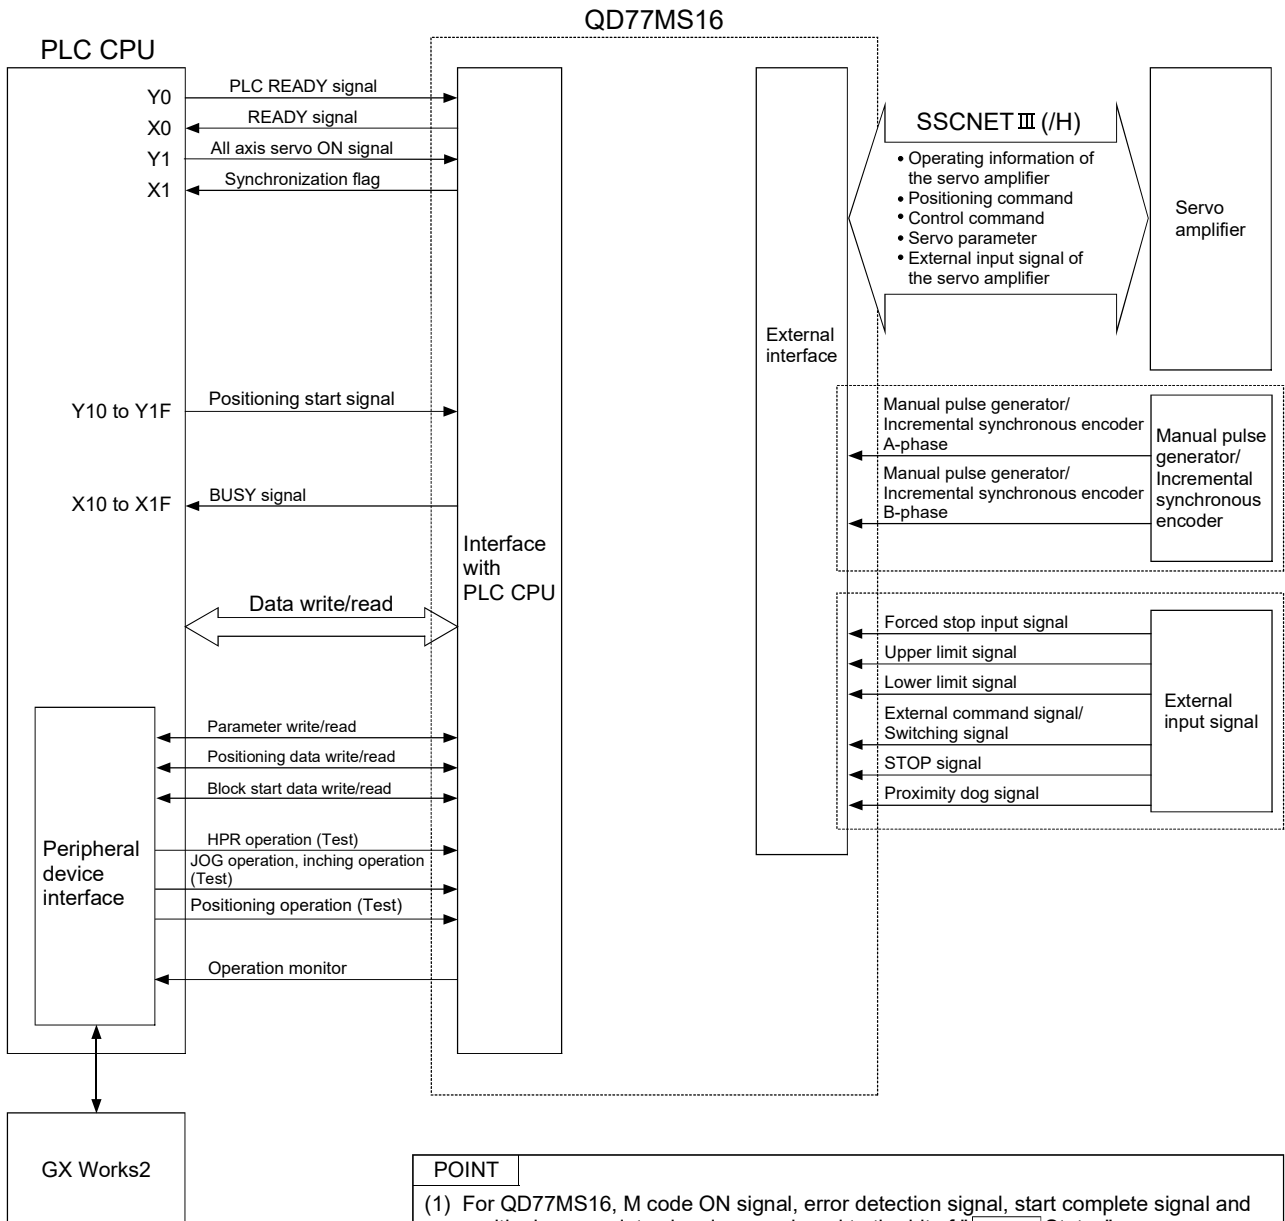 QD77MS16
PLC CPU
Y0
PLC READY signal
X0
READY signal
Y1
All axis servo ON signal
X1
Synchronization flag
Y10 to Y1F
Positioning start signal
X10 to X1F
BUSY signal
Data write/read
Interface
with
PLC CPU
Parameter write/read
Positioning data write/read
Block start data write/read
HPR operation (Test)
JOG operation, inching operation
(Test)
Positioning operation (Test)
Operation monitor
Peripheral
device
interface
GX Works2
External
interface
SSCNET III (/H)
• Operating information of
the servo amplifier
• Positioning command
• Control command
• Servo parameter
• External input signal of
the servo amplifier
Servo
amplifier
Manual pulse generator/
Incremental synchronous encoder
A-phase
Manual pulse generator/
Incremental synchronous encoder
B-phase
Manual pulse
generator/
Incremental
synchronous
encoder
Forced stop input signal
Upper limit signal
Lower limit signal
External command signal/
Switching signal
STOP signal
Proximity dog signal
External
input signal
POINT
(1) For QD77MS16, M code ON signal, error detection signal, start complete signal and